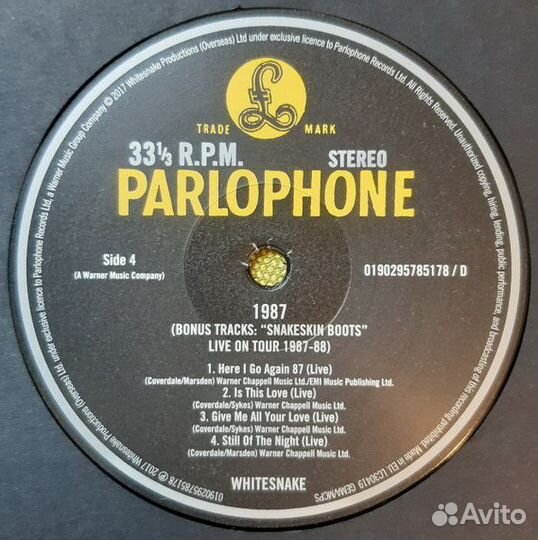 ℗ 2017 Whitesnake Productions (Overseas) Ltd under exclusive licence to Parlophone Records Ltd, a Warner Music Group Company © 2017 Whitesnake Productions (Overseas) Ltd under exclusive licence to Parlophone Records Ltd. All Rights Reserved. Unauthorized copying, hiring, lending, public performance, and broadcasting of this recording prohibited. Made in EU. LC30419 GEMA/MCPS 0190295785178
£
TRADE MARK
33⅓ R.P.M. STEREO
PARLOPHONE
Side 4
(A Warner Music Company)
0190295785178 / D
1987
(BONUS TRACKS: “SNAKESKIN BOOTS”
LIVE ON TOUR 1987-88)
1. Here I Go Again 87 (Live)
(Coverdale/Marsden) Warner Chappell Music Ltd./EMI Music Publishing Ltd.
2. Is This Love (Live)
(Coverdale/Sykes) Warner Chappell Music Ltd.
3. Give Me All Your Love (Live)
(Coverdale/Sykes) Warner Chappell Music Ltd.
4. Still Of The Night (Live)
(Coverdale/Marsden) Warner Chappell Music Ltd.
WHITESNAKE
Avito